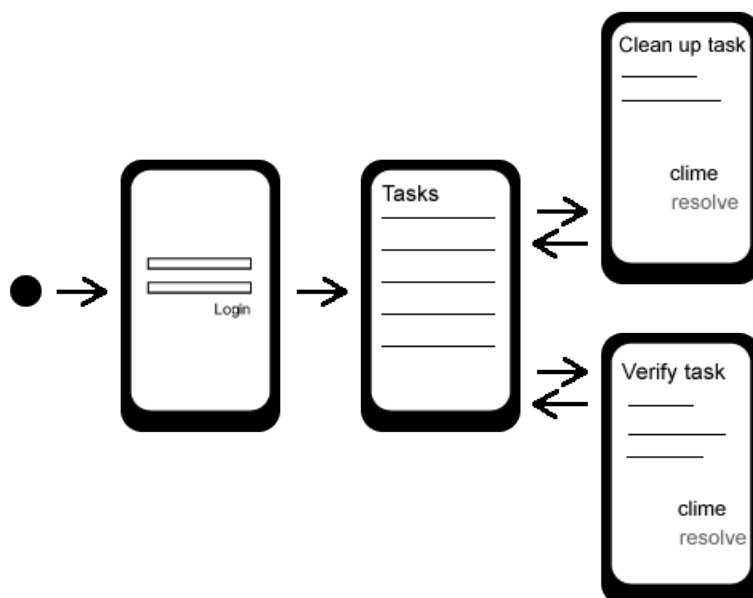 Login
Tasks
Clean up task
clime
resolve
Verify task
clime
resolve